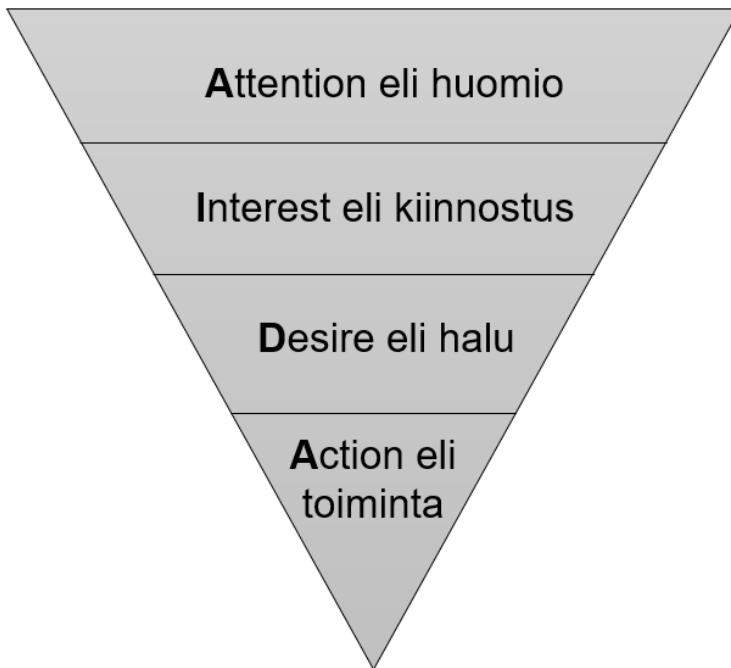 Attention eli huomio
Interest eli kiinnostus
Desire eli halu
Action eli
toiminta